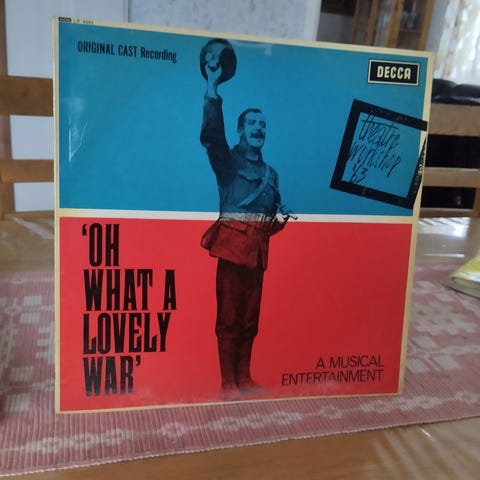 ORIGINAL CAST Recording
DECCA
theatre
workshop
'63
'OH
WHAT A
LOVELY
WAR'
A MUSICAL
ENTERTAINMENT